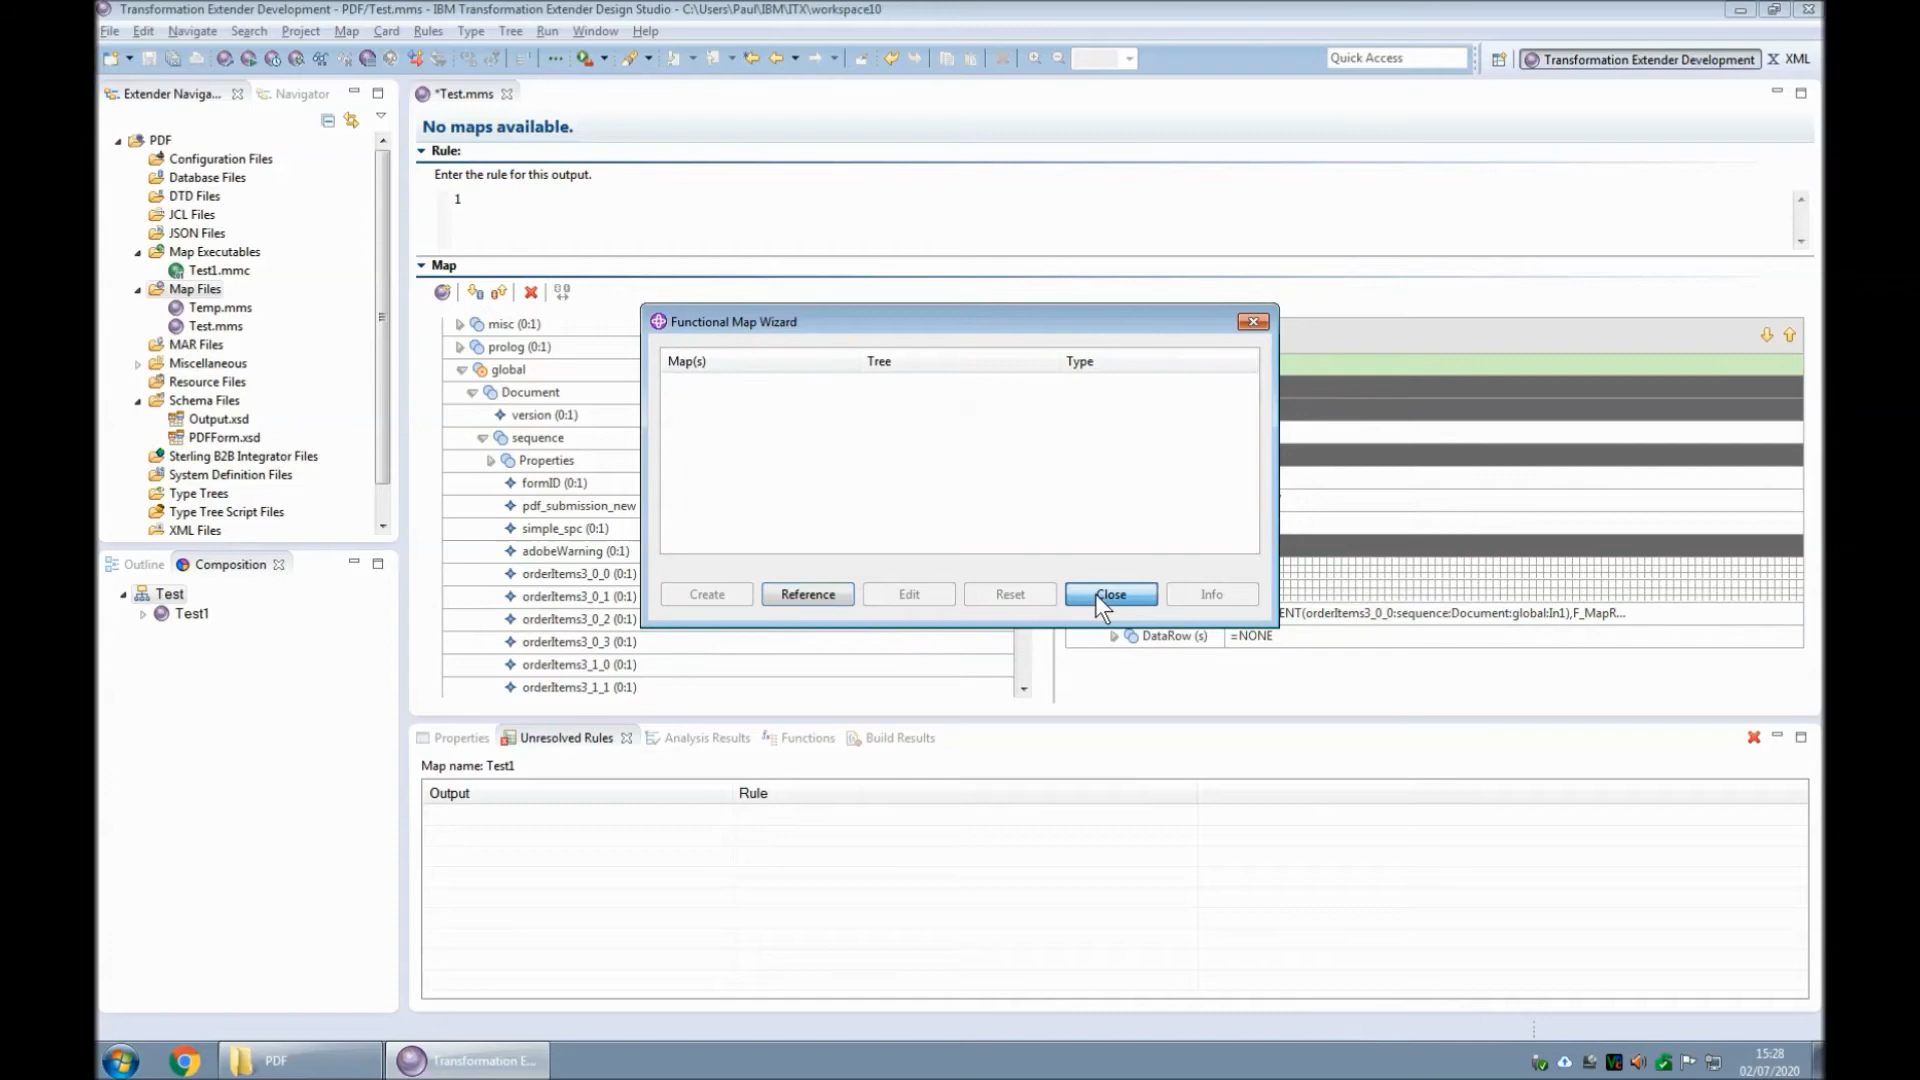 Transformation Extender Development - PDF/Test.mms - IBM Transformation Extender Design Studio - C:\Users\Paul\IBM\ITX\workspace10
File Edit Navigate Search Project Map Card Rules Type Tree Run Window Help
Quick Access
Transformation Extender Development
XML
Extender Naviga...
Navigator
PDF
Configuration Files
Database Files
DTD Files
JCL Files
JSON Files
Map Executables
Test1.mmc
Map Files
Temp.mms
Test.mms
MAR Files
Miscellaneous
Resource Files
Schema Files
Output.xsd
PDFForm.xsd
Sterling B2B Integrator Files
System Definition Files
Type Trees
Type Tree Script Files
XML Files
Outline
Composition
Test
Test1
*Test.mms
No maps available.
Rule:
Enter the rule for this output.
1
Map
misc (0:1)
prolog (0:1)
global
Document
version (0:1)
sequence
Properties
formID (0:1)
pdf_submission_new
simple_spc (0:1)
adobeWarning (0:1)
orderItems3_0_0 (0:1)
orderItems3_0_1 (0:1)
orderItems3_0_2 (0:1)
orderItems3_0_3 (0:1)
orderItems3_1_0 (0:1)
orderItems3_1_1 (0:1)
Functional Map Wizard
Map(s) Tree Type
Create Reference Edit Reset Close Info
ENT(orderItems3_0_0:sequence:Document:global:In1),F_MapR...
DataRow (s) =NONE
Properties Unresolved Rules Analysis Results Functions Build Results
Map name: Test1
Output Rule
PDF
Transformation E...
15:28
02/07/2020